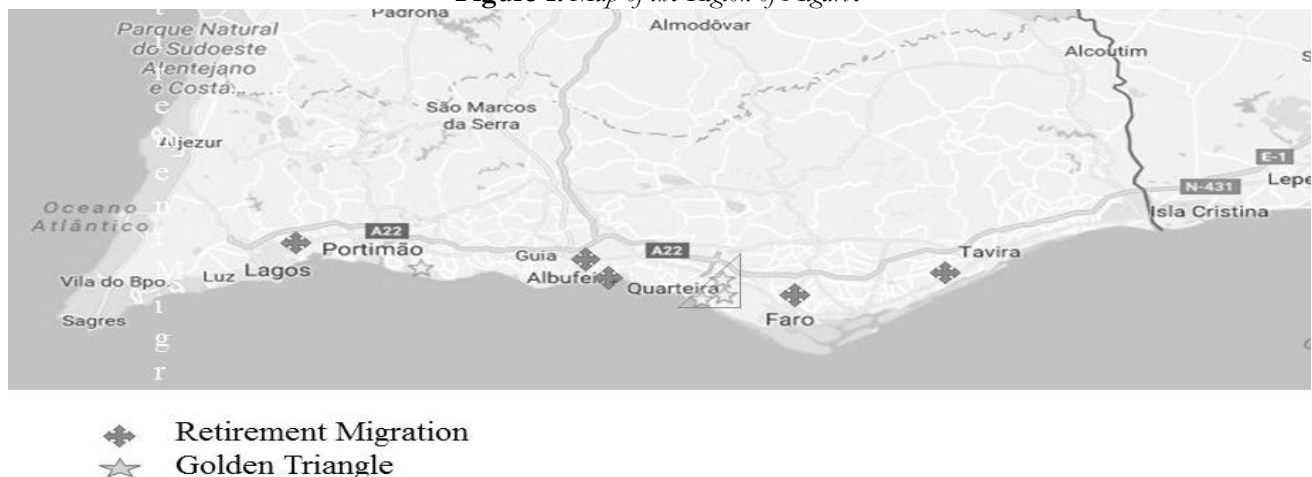 Padrona
Parque Natural
do Sudoeste
Alentejano
e Costa...
Almodôvar
Alcoutim
S
São Marcos
da Serra
Aljezur
E-1
Lepe
N-431
Oceano
Atlântico
Isla Cristina
A22
Portimão
Guia
A22
Tavira
Vila do Bpo.
Luz
Lagos
Albufei
Quarteira
Sagres
Faro
e
n
t
M
i
g
r
Retirement Migration
Golden Triangle